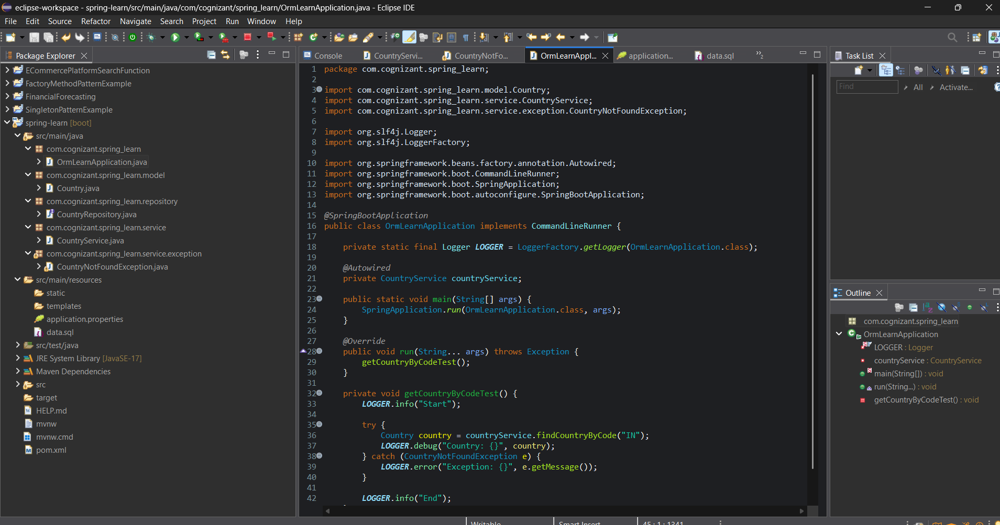 eclipse-workspace - spring-learn/src/main/java/com/cognizant/spring_learn/OrmLearnApplication.java - Eclipse IDE
File Edit Source Refactor Navigate Search Project Run Window Help
Package Explorer
ECommercePlatformSearchFunction
FactoryMethodPatternExample
FinancialForecasting
SingletonPatternExample
spring-learn [boot]
src/main/java
com.cognizant.spring_learn
OrmLearnApplication.java
com.cognizant.spring_learn.model
Country.java
com.cognizant.spring_learn.repository
CountryRepository.java
com.cognizant.spring_learn.service
CountryService.java
com.cognizant.spring_learn.service.exception
CountryNotFoundException.java
src/main/resources
static
templates
application.properties
data.sql
src/test/java
JRE System Library [JavaSE-17]
Maven Dependencies
src
target
HELP.md
mvnw
mvnw.cmd
pom.xml
Console CountryServi... CountryNotFo... OrmLearnAppl... application... data.sql »2
1 package com.cognizant.spring_learn;
2
3 import com.cognizant.spring_learn.model.Country;
4 import com.cognizant.spring_learn.service.CountryService;
5 import com.cognizant.spring_learn.service.exception.CountryNotFoundException;
6
7 import org.slf4j.Logger;
8 import org.slf4j.LoggerFactory;
9
10 import org.springframework.beans.factory.annotation.Autowired;
11 import org.springframework.boot.CommandLineRunner;
12 import org.springframework.boot.SpringApplication;
13 import org.springframework.boot.autoconfigure.SpringBootApplication;
14
15 @SpringBootApplication
16 public class OrmLearnApplication implements CommandLineRunner {
17
18 private static final Logger LOGGER = LoggerFactory.getLogger(OrmLearnApplication.class);
19
20 @Autowired
21 private CountryService countryService;
22
23 public static void main(String[] args) {
24 SpringApplication.run(OrmLearnApplication.class, args);
25 }
26
27 @Override
28 public void run(String... args) throws Exception {
29 getCountryByCodeTest();
30 }
31
32 private void getCountryByCodeTest() {
33 LOGGER.info("Start");
34
35 try {
36 Country country = countryService.findCountryByCode("IN");
37 LOGGER.debug("Country: {}", country);
38 } catch (CountryNotFoundException e) {
39 LOGGER.error("Exception: {}", e.getMessage());
40 }
41
42 LOGGER.info("End");
Writable Smart Insert 45 : 1 : 1341
Task List
Find All Activate...
Outline
com.cognizant.spring_learn
OrmLearnApplication
LOGGER : Logger
countryService : CountryService
main(String[]) : void
run(String...) : void
getCountryByCodeTest() : void